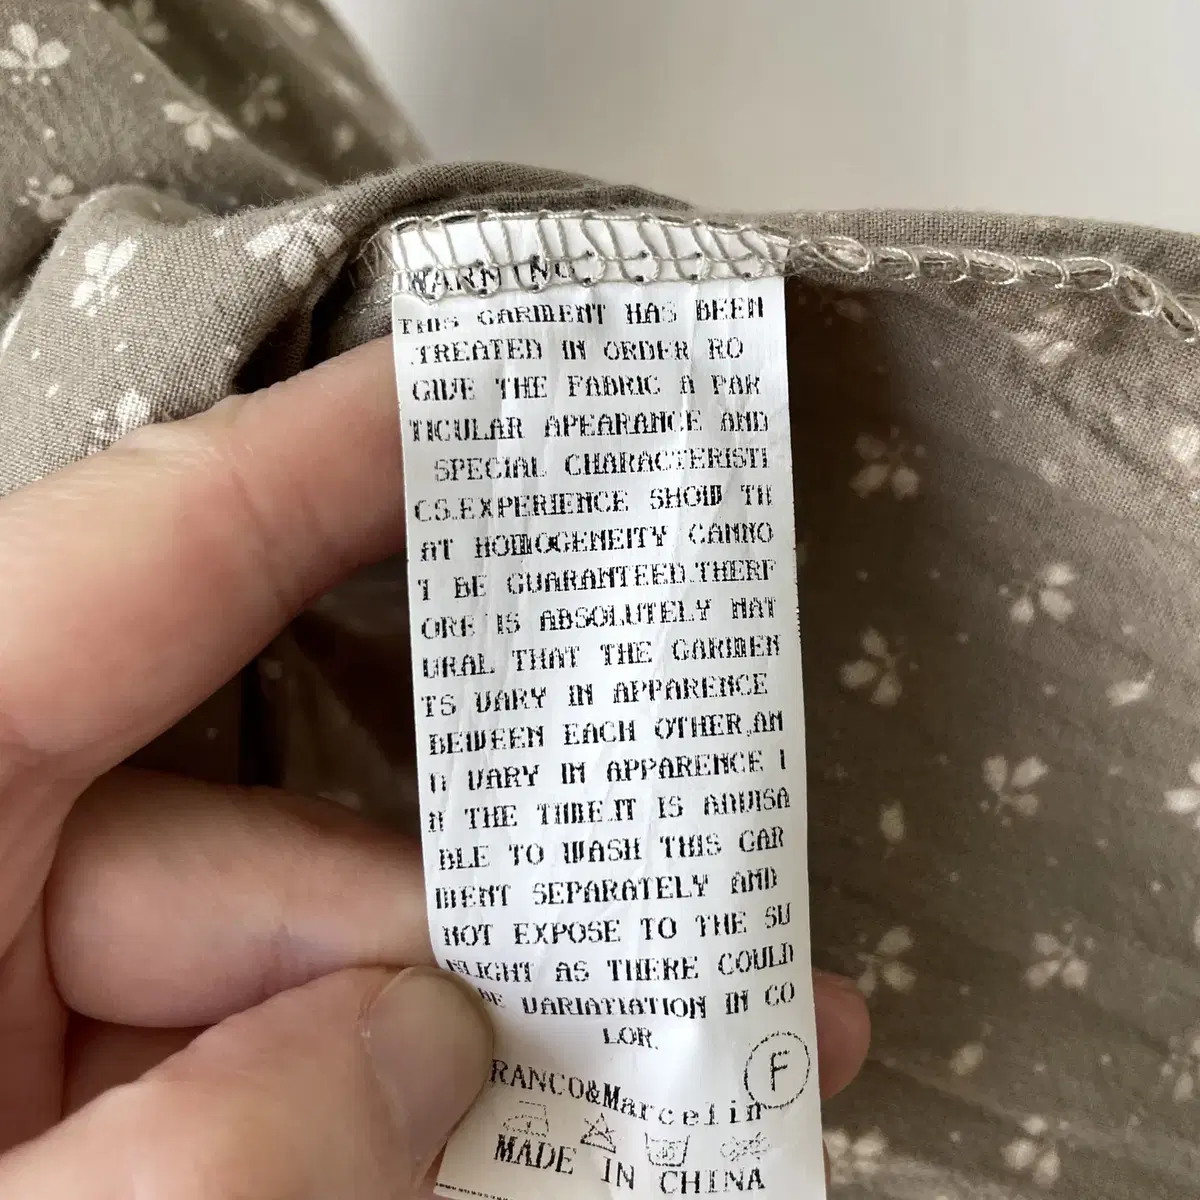 WARNING
THIS GARMENT HAS BEEN
TREATED IN ORDER RO
GIVE THE FABRIC A PAR
TICULAR APEARANCE AND
SPECIAL CHARACTERISTI
CS.EXPERIENCE SHOW TH
AT HOMOGENEITY CANNO
T BE GUARANTEED.THERF
ORE IS ABSOLUTELY NAT
URAL THAT THE GARMEN
TS VARY IN APPARENCE
BEWEEN EACH OTHER,AN
D VARY IN APPARENCE I
N THE TIME.IT IS ADVISA
BLE TO WASH THIS GAR
MENT SEPARATELY AND
NOT EXPOSE TO THE SU
NLIGHT AS THERE COULD
BE VARIATIATION IN CO
LOR.
F
RANCO&Marcelin
MADE IN CHINA